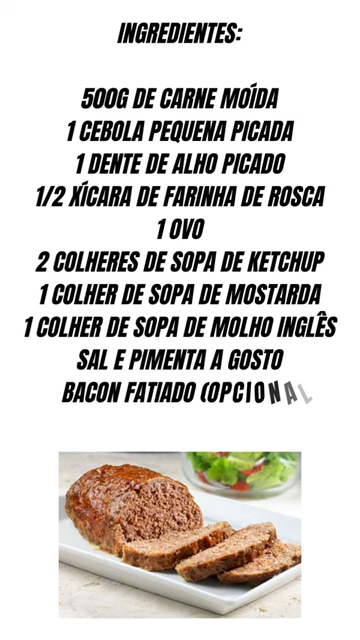 INGREDIENTES:
500G DE CARNE MOÍDA
1 CEBOLA PEQUENA PICADA
1 DENTE DE ALHO PICADO
1/2 XÍCARA DE FARINHA DE ROSCA
1 OVO
2 COLHERES DE SOPA DE KETCHUP
1 COLHER DE SOPA DE MOSTARDA
1 COLHER DE SOPA DE MOLHO INGLÊS
SAL E PIMENTA A GOSTO
BACON FATIADO (OPCIONAL